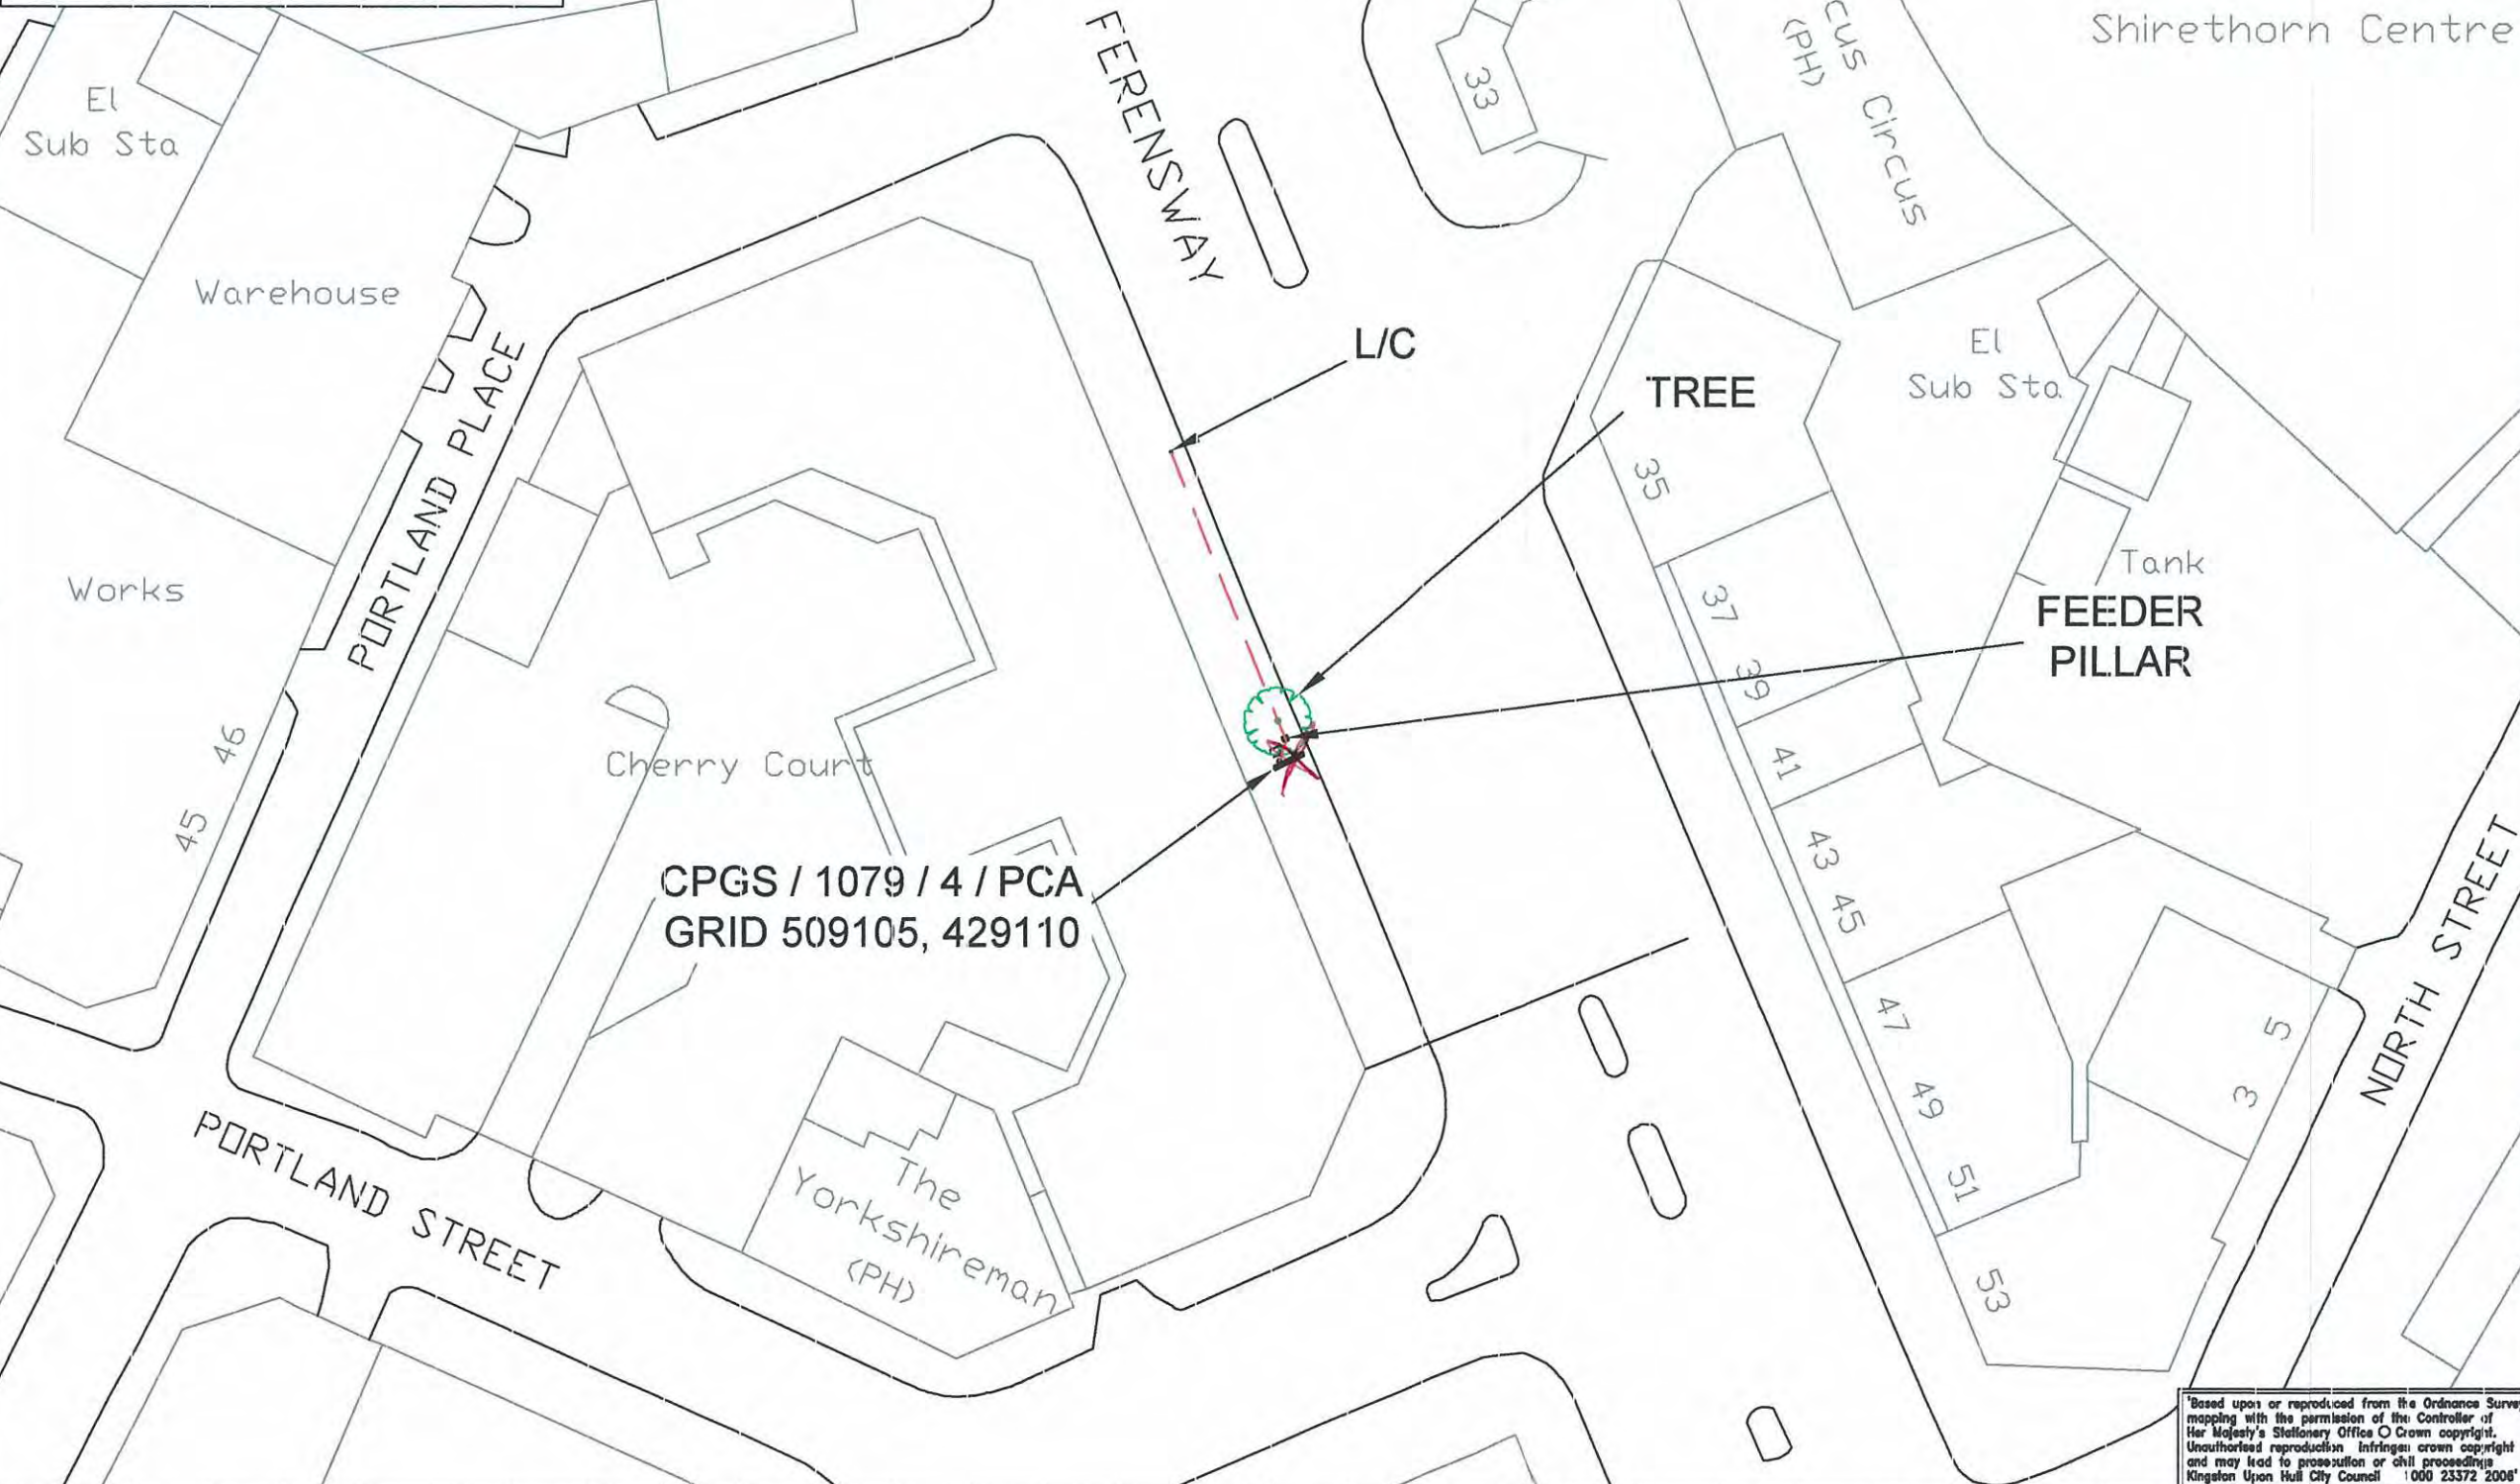 Shirethorn Centre
FERENSWAY
33
cus Circus
(PH)
El
Sub Sta
Warehouse
PORTLAND PLACE
L/C
TREE
El
Sub Sta
35
Works
Tank
FEEDER
PILLAR
37
39
41
43
45
47
49
51
53
46
45
Cherry Court
CPGS / 1079 / 4 / PCA
GRID 509105, 429110
NORTH STREET
5
3
PORTLAND STREET
The
Yorkshireman
(PH)
'Based upon or reproduced from the Ordnance Surve
mapping with the permission of the Controller of
Her Majesty's Stationery Office © Crown copyright.
Unauthorised reproduction infringes crown copyright
and may lead to prosecution or civil proceedings
Kingston Upon Hull City Council 1000 23372 2006'